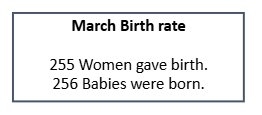 March Birth rate
255 Women gave birth.
256 Babies were born.